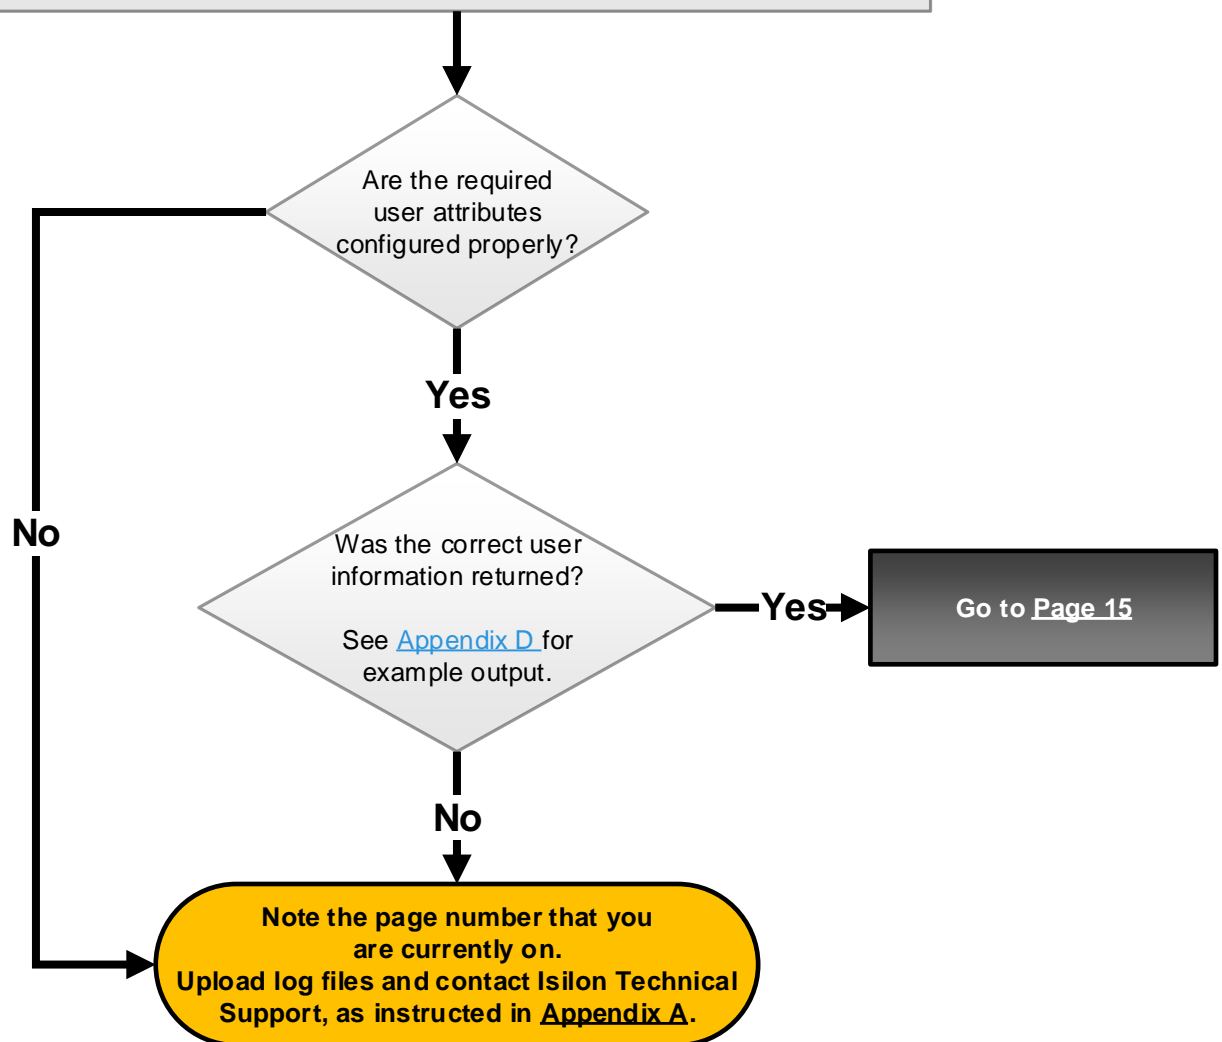 Are the required
user attributes
configured properly?
Yes
No
Was the correct user
information returned?
See Appendix D for
example output.
Yes
Go to Page 15
No
Note the page number that you
are currently on.
Upload log files and contact Isilon Technical
Support, as instructed in Appendix A.